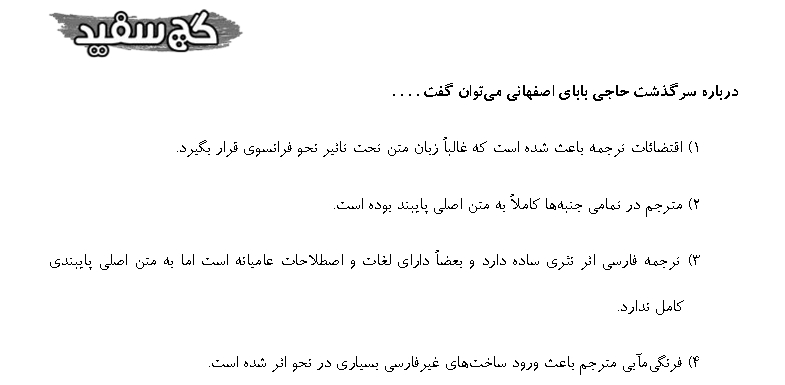 گچ سفید
درباره سرگذشت حاجی بابای اصفهانی می‌توان گفت . . . .
۱) اقتضائات ترجمه باعث شده است که غالباً زبان متن تحت تاثیر نحو فرانسوی قرار بگیرد.
۲) مترجم در تمامی جنبه‌ها کاملاً به متن اصلی پایبند بوده است.
۳) ترجمه فارسی اثر نثری ساده دارد و بعضاً دارای لغات و اصطلاحات عامیانه است اما به متن اصلی پایبندی
کامل ندارد.
۴) فرنگی‌مآبی مترجم باعث ورود ساخت‌های غیرفارسی بسیاری در نحو اثر شده است.